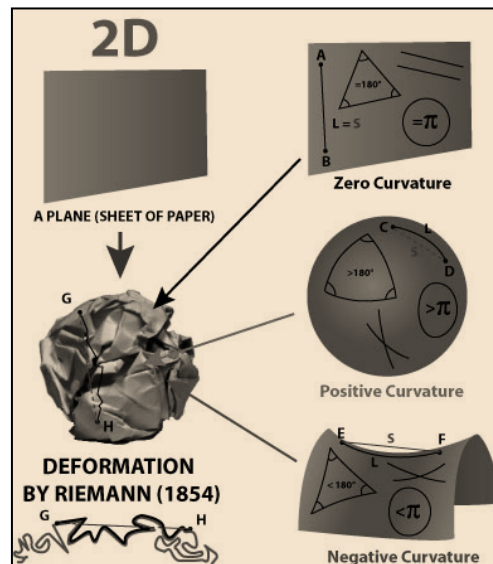 2D
A PLANE (SHEET OF PAPER)
G
H
DEFORMATION
BY RIEMANN (1854)
G H
A
=180°
L = S
=π
B
Zero Curvature
C L
S
D
>180°
>π
Positive Curvature
E S F
L
< 180°
<π
Negative Curvature